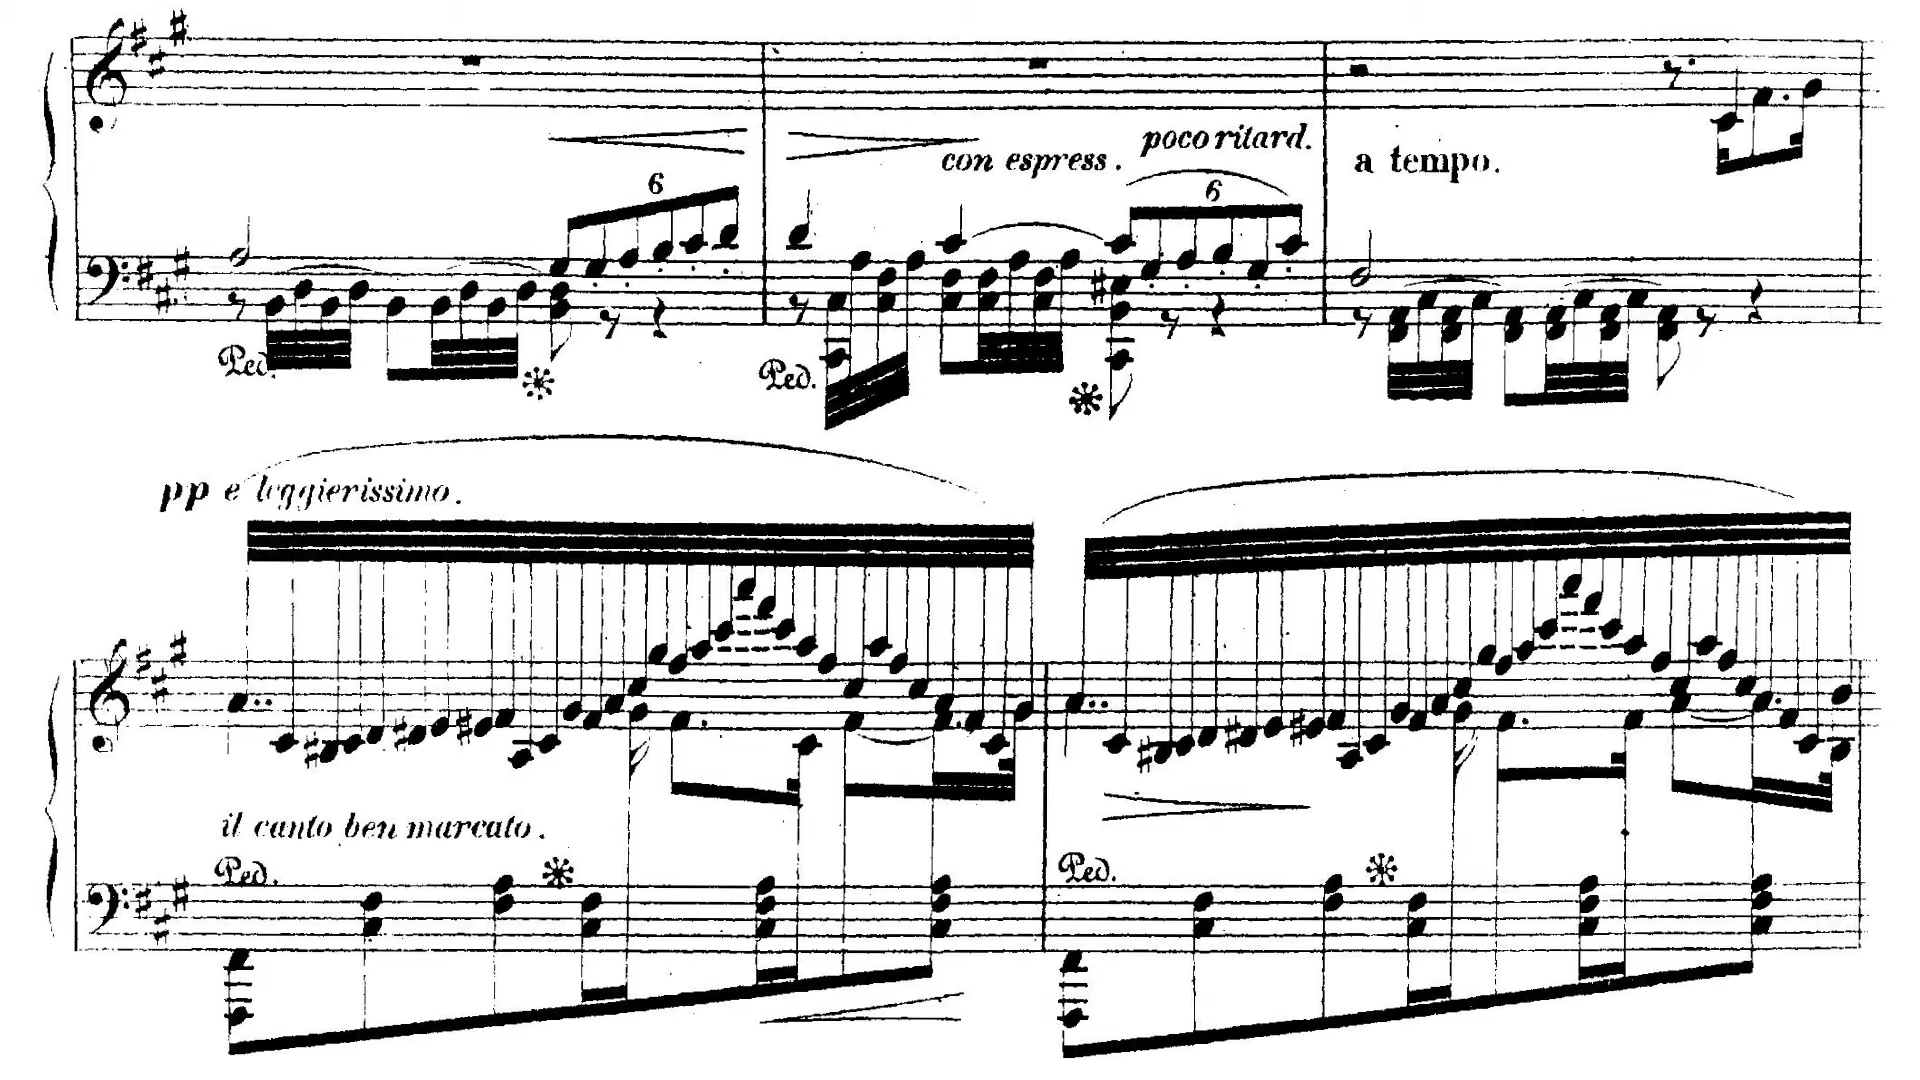 con espress. poco ritard. a tempo.
6 6
Ped. Ped.
pp e leggierissimo.
il canto ben marcato.
Ped. Ped.